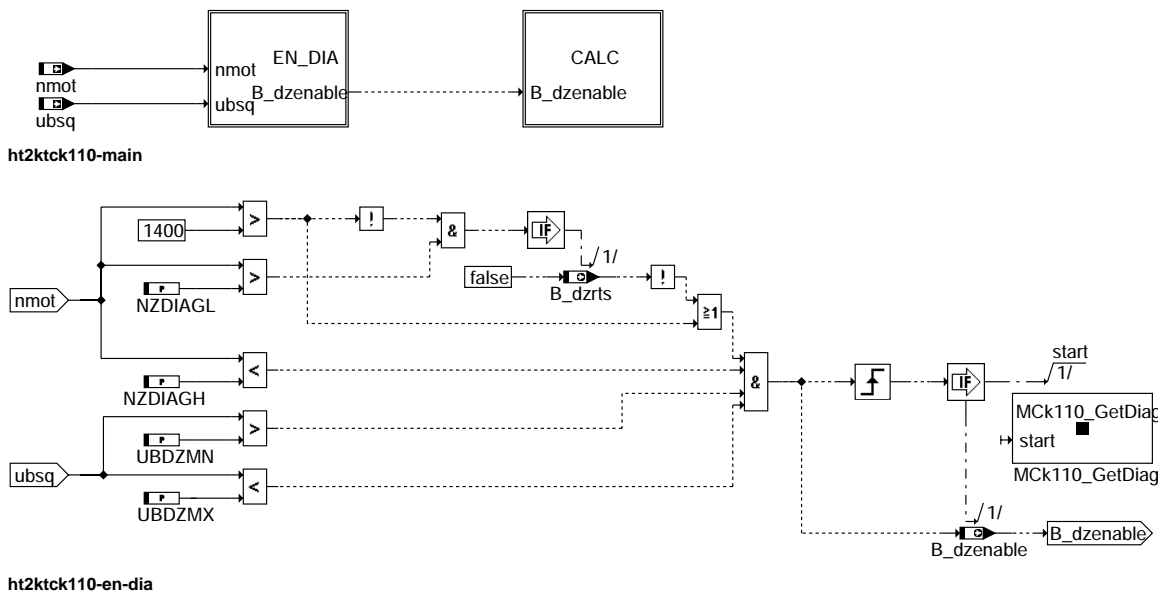 EN_DIA
CALC
nmot
nmot
B_dzenable
B_dzenable
ubsq
ubsq
ht2ktck110-main
>
1400
!
&
IF
1/
>
P
NZDIAGL
false
B_dzrts
!
nmot
≧1
<
P
NZDIAGH
&
IF
start
1/
>
P
UBDZMN
MCk110_GetDiag
start
MCk110_GetDiag
ubsq
<
P
UBDZMX
1/
B_dzenable
B_dzenable
ht2ktck110-en-dia